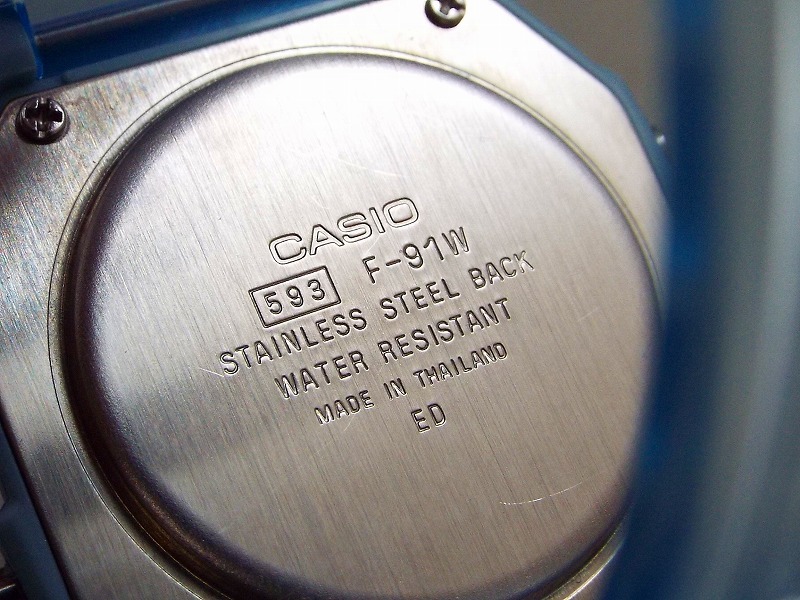 CASIO
593 F-91W
STAINLESS STEEL BACK
WATER RESISTANT
MADE IN THAILAND
ED